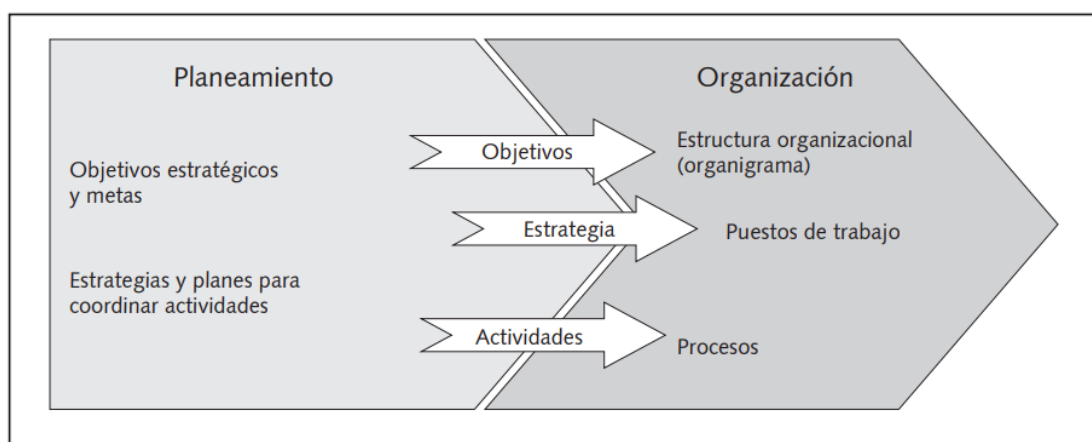 Planeamiento
Organización
Objetivos estratégicos
y metas
Estrategias y planes para
coordinar actividades
Objetivos
Estrategia
Actividades
Estructura organizacional
(organigrama)
Puestos de trabajo
Procesos